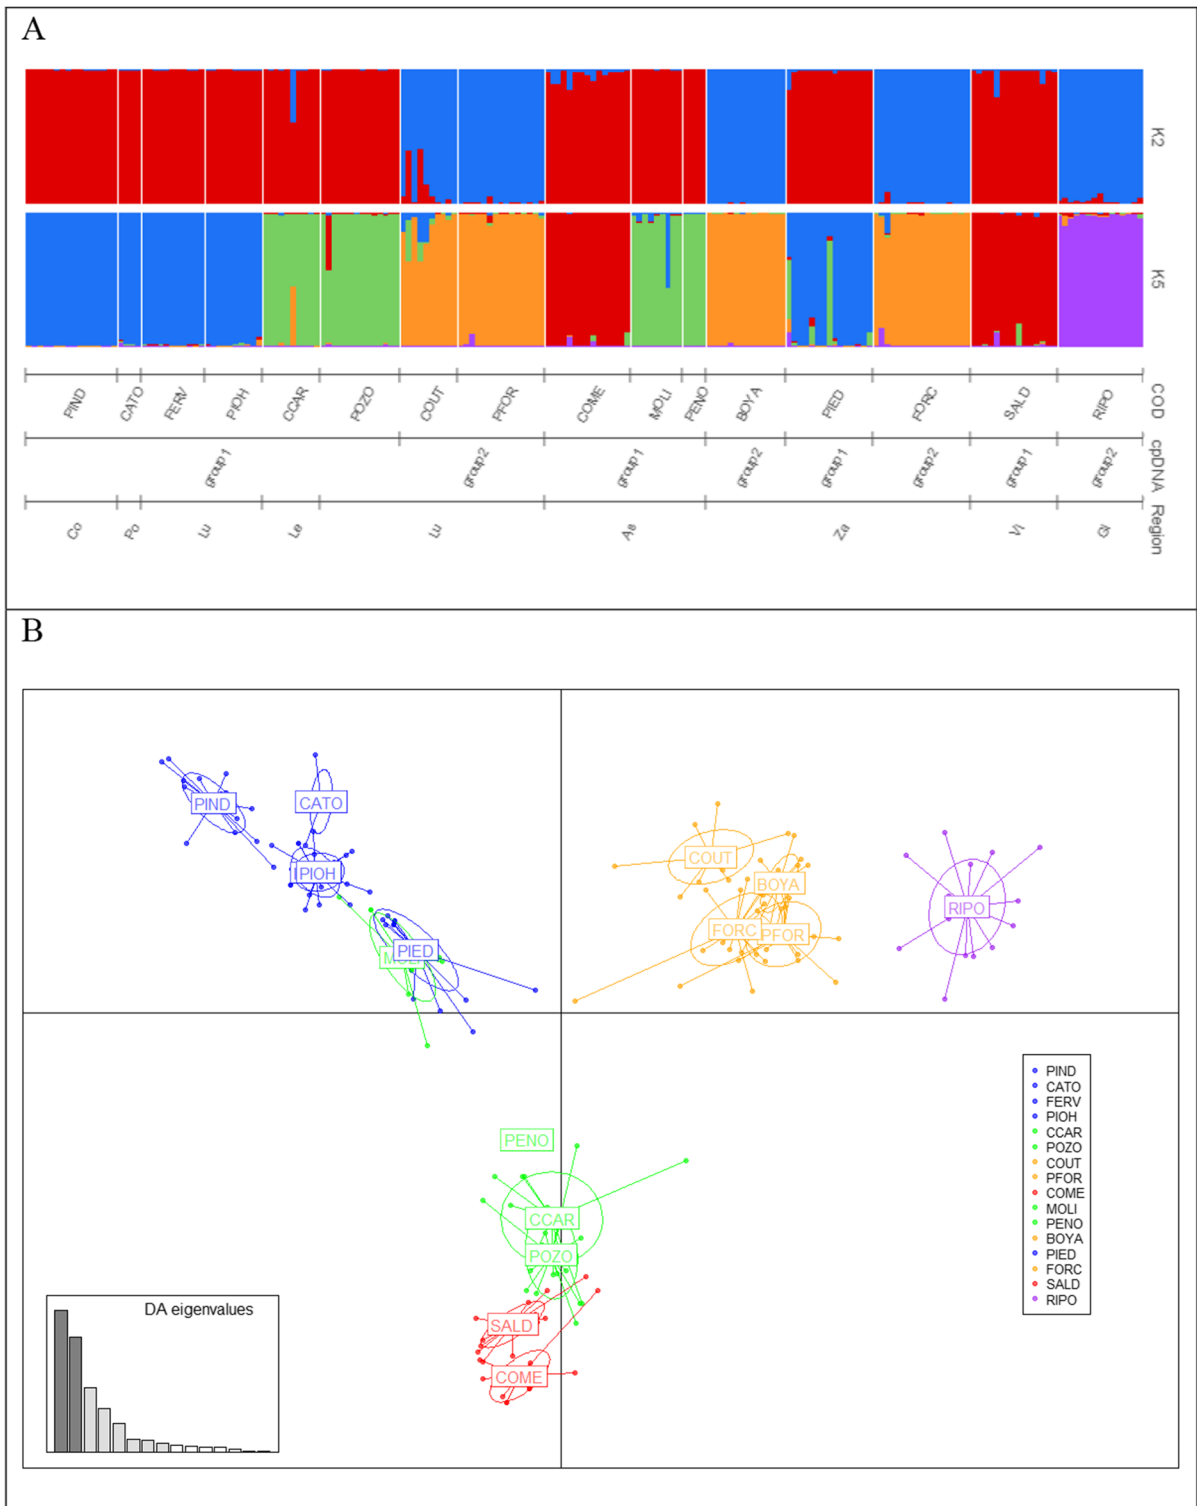 A
K2
K5
PIND CATO FERV PIOH CCAR POZO COUT PFOR COME MOLI PENO BOYA PIED FORC SALD RIPO COD
group1 group2 group1 group2 group1 group2 group1 group2 cpDNA
Co Po Lu Le Lu As Za Vi Gi Region
B
PIND
CATO
PIOH
PIED
COUT
BOYA
FORC
PFOR
RIPO
PENO
CCAR
POZO
SALD
COME
PIND
CATO
FERV
PIOH
CCAR
POZO
COUT
PFOR
COME
MOLI
PENO
BOYA
PIED
FORC
SALD
RIPO
DA eigenvalues